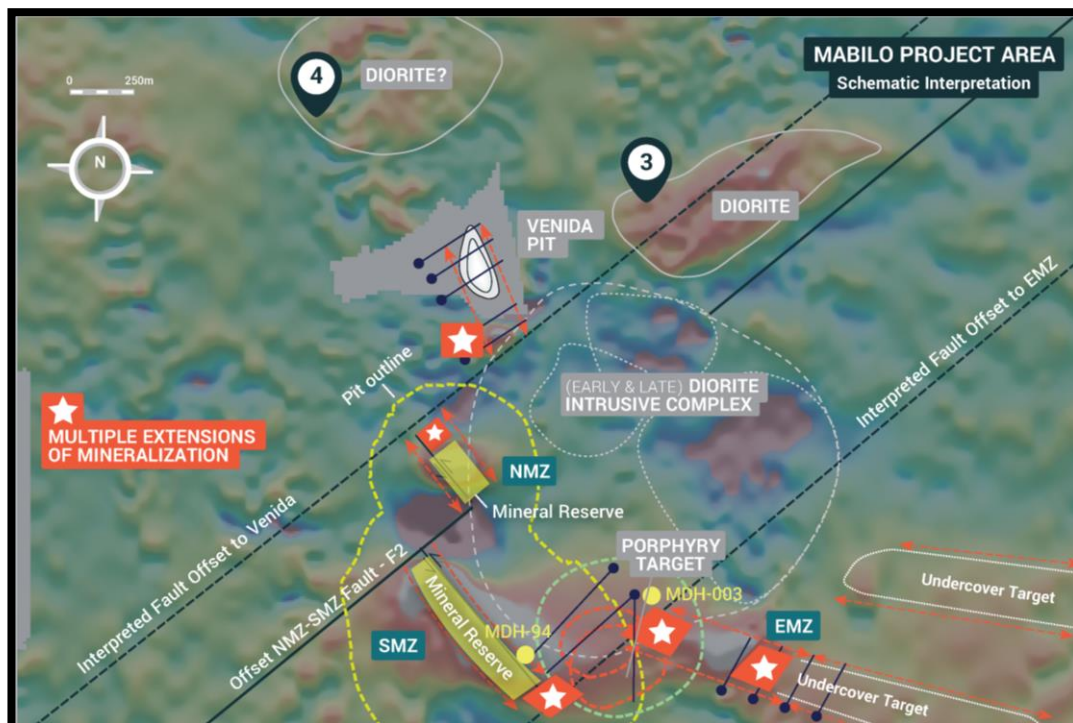 MABILO PROJECT AREA
Schematic Interpretation
0 250m
N
4
DIORITE?
3
DIORITE
VENIDA
PIT
Interpreted Fault Offset to EMZ
Pit outline
(EARLY & LATE) DIORITE
INTRUSIVE COMPLEX
MULTIPLE EXTENSIONS
OF MINERALIZATION
NMZ
Mineral Reserve
Interpreted Fault Offset to Venida
Offset NMZ-SMZ Fault - F2
PORPHYRY
TARGET
MDH-003
Undercover Target
Mineral Reserve
MDH-94
SMZ
EMZ
Undercover Target